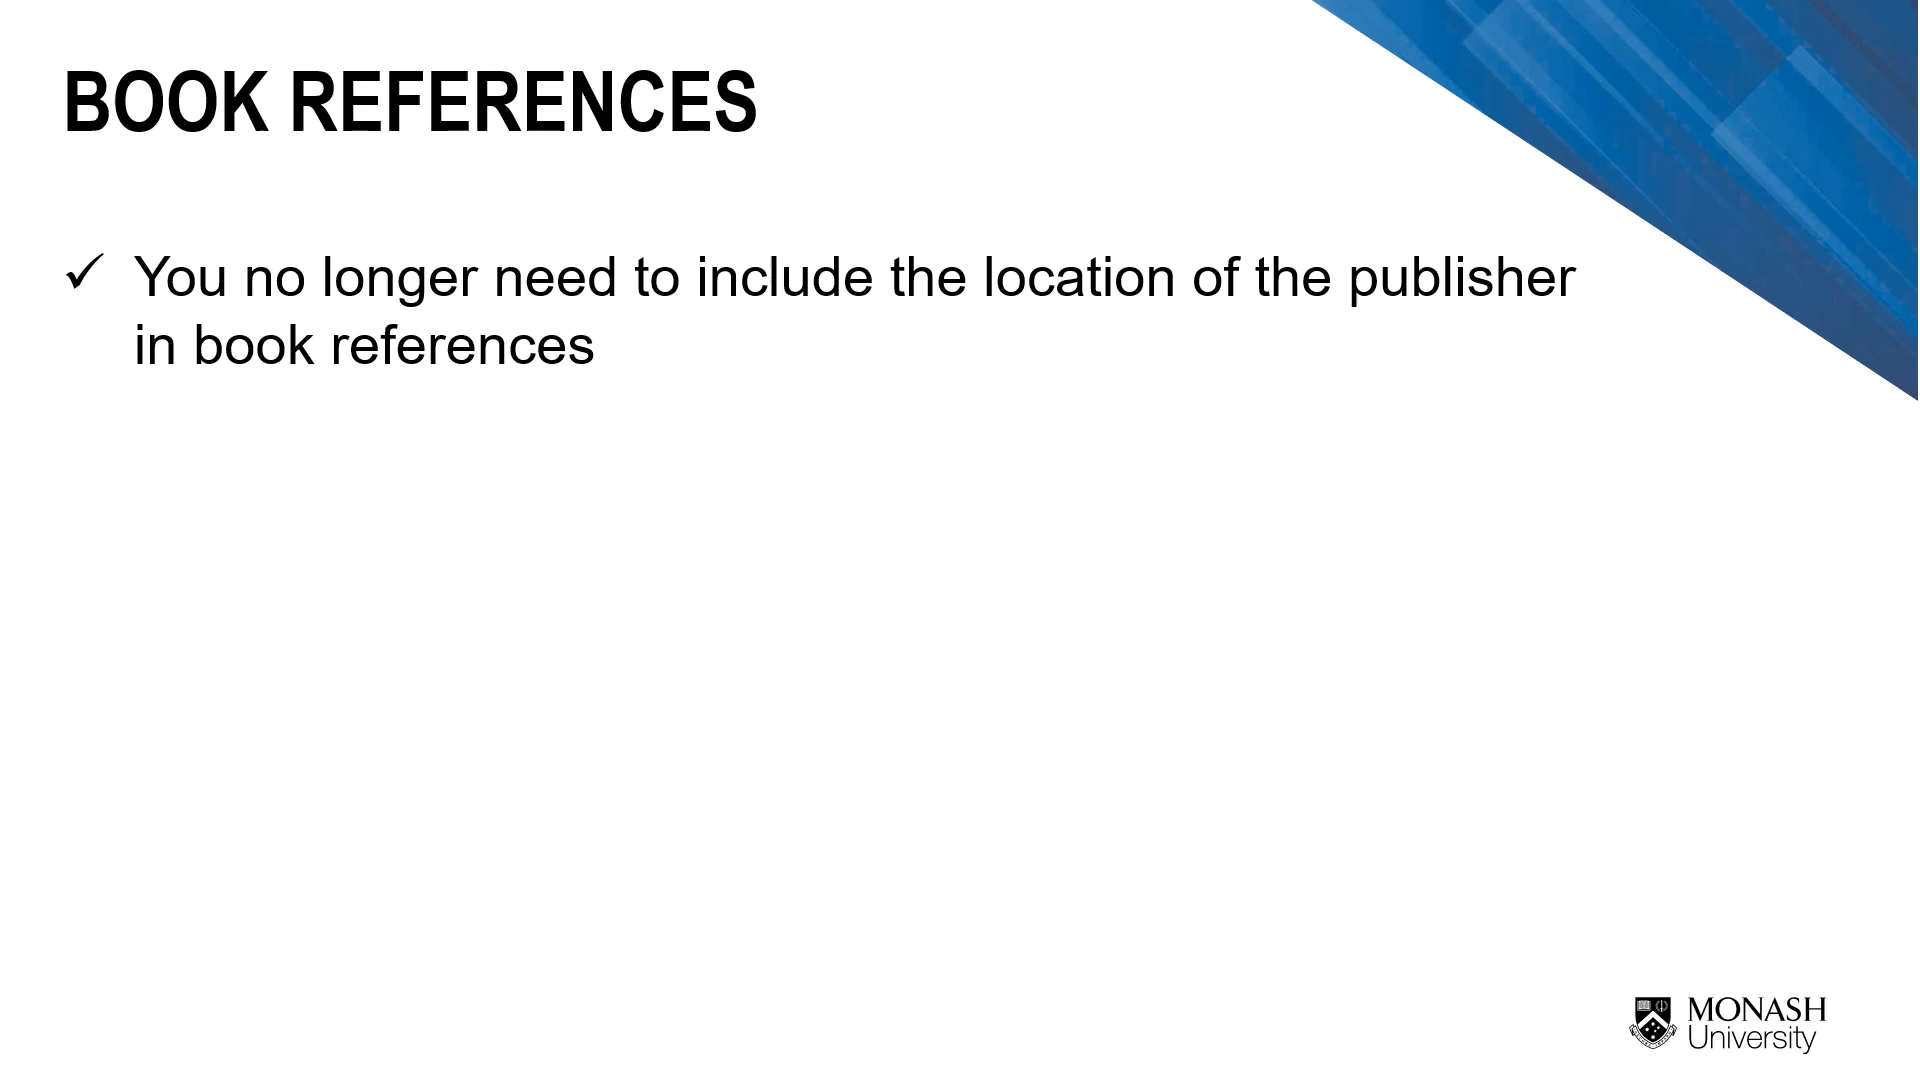 BOOK REFERENCES
✓ You no longer need to include the location of the publisher
in book references
MONASH
University